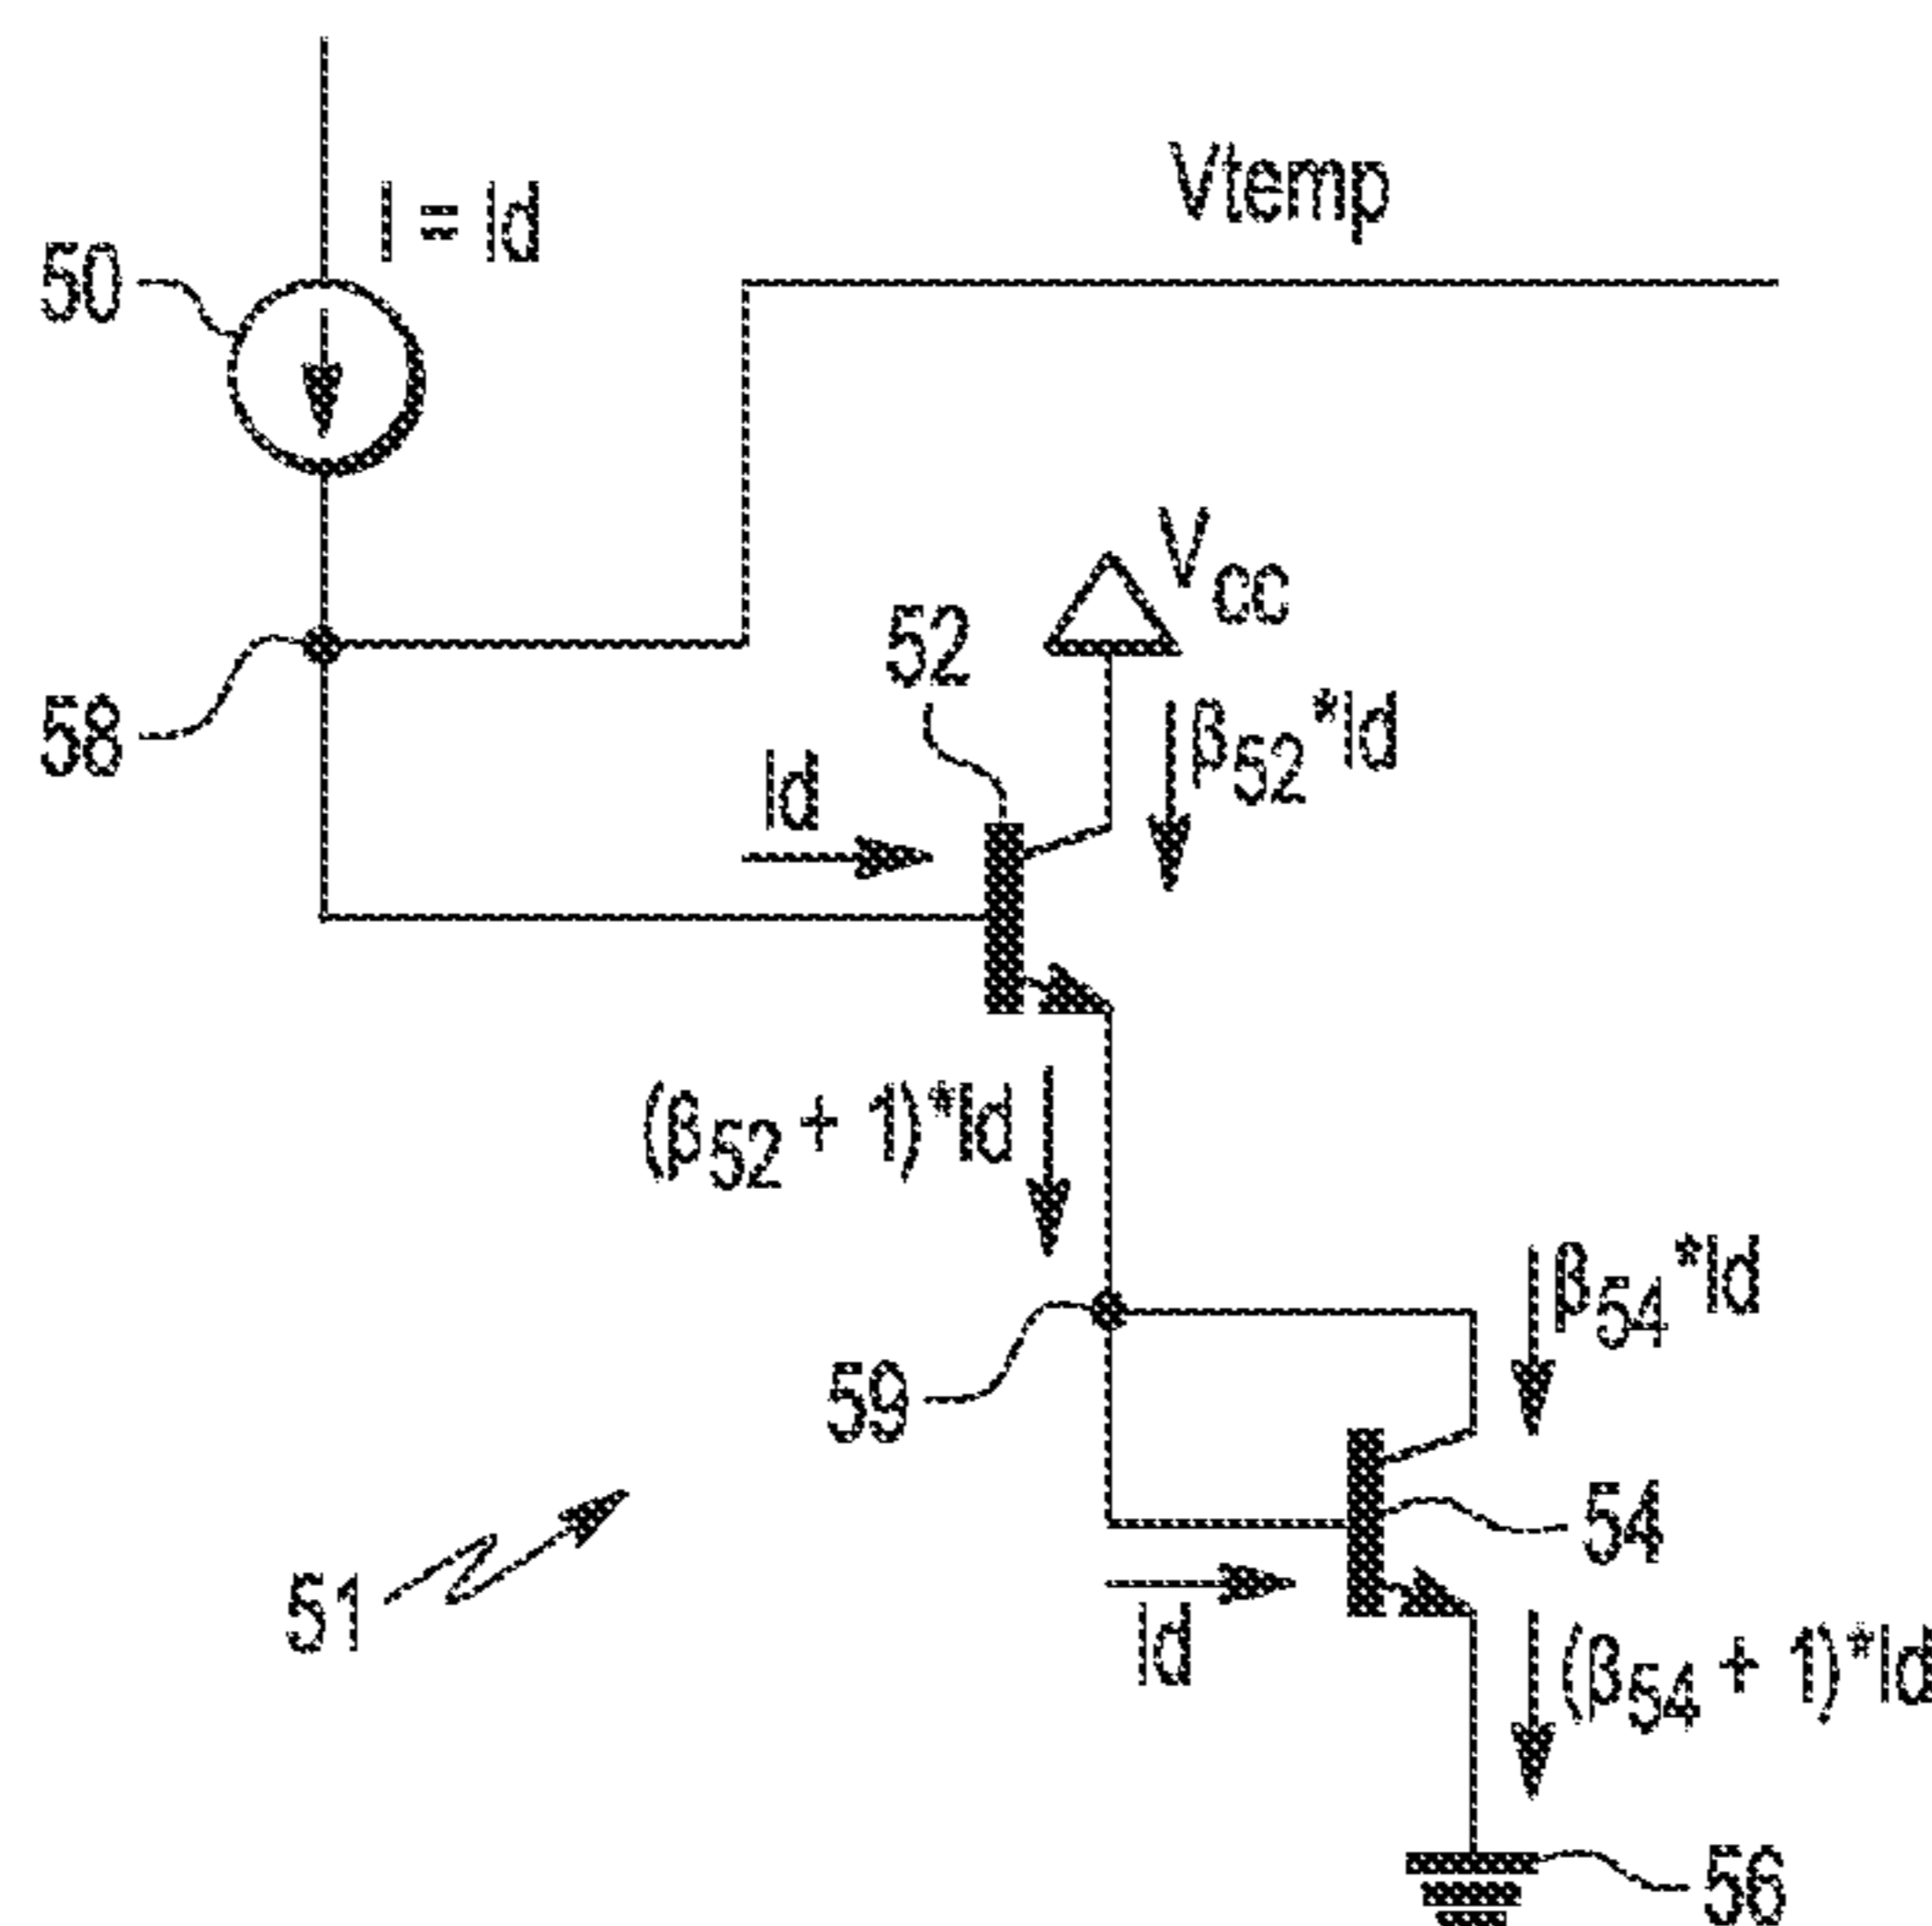 I = Id
Vtemp
50
VCC
52
58
β52*Id
Id
(β52 + 1)*Id
β54*Id
59
54
51
Id
(β54 + 1)*Id
56